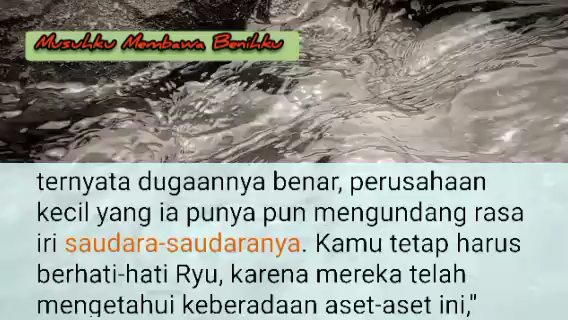 Musuhku Membawa Benihku
ternyata dugaannya benar, perusahaan
kecil yang ia punya pun mengundang rasa
iri saudara-saudaranya. Kamu tetap harus
berhati-hati Ryu, karena mereka telah
mengetahui keberadaan aset-aset ini,"